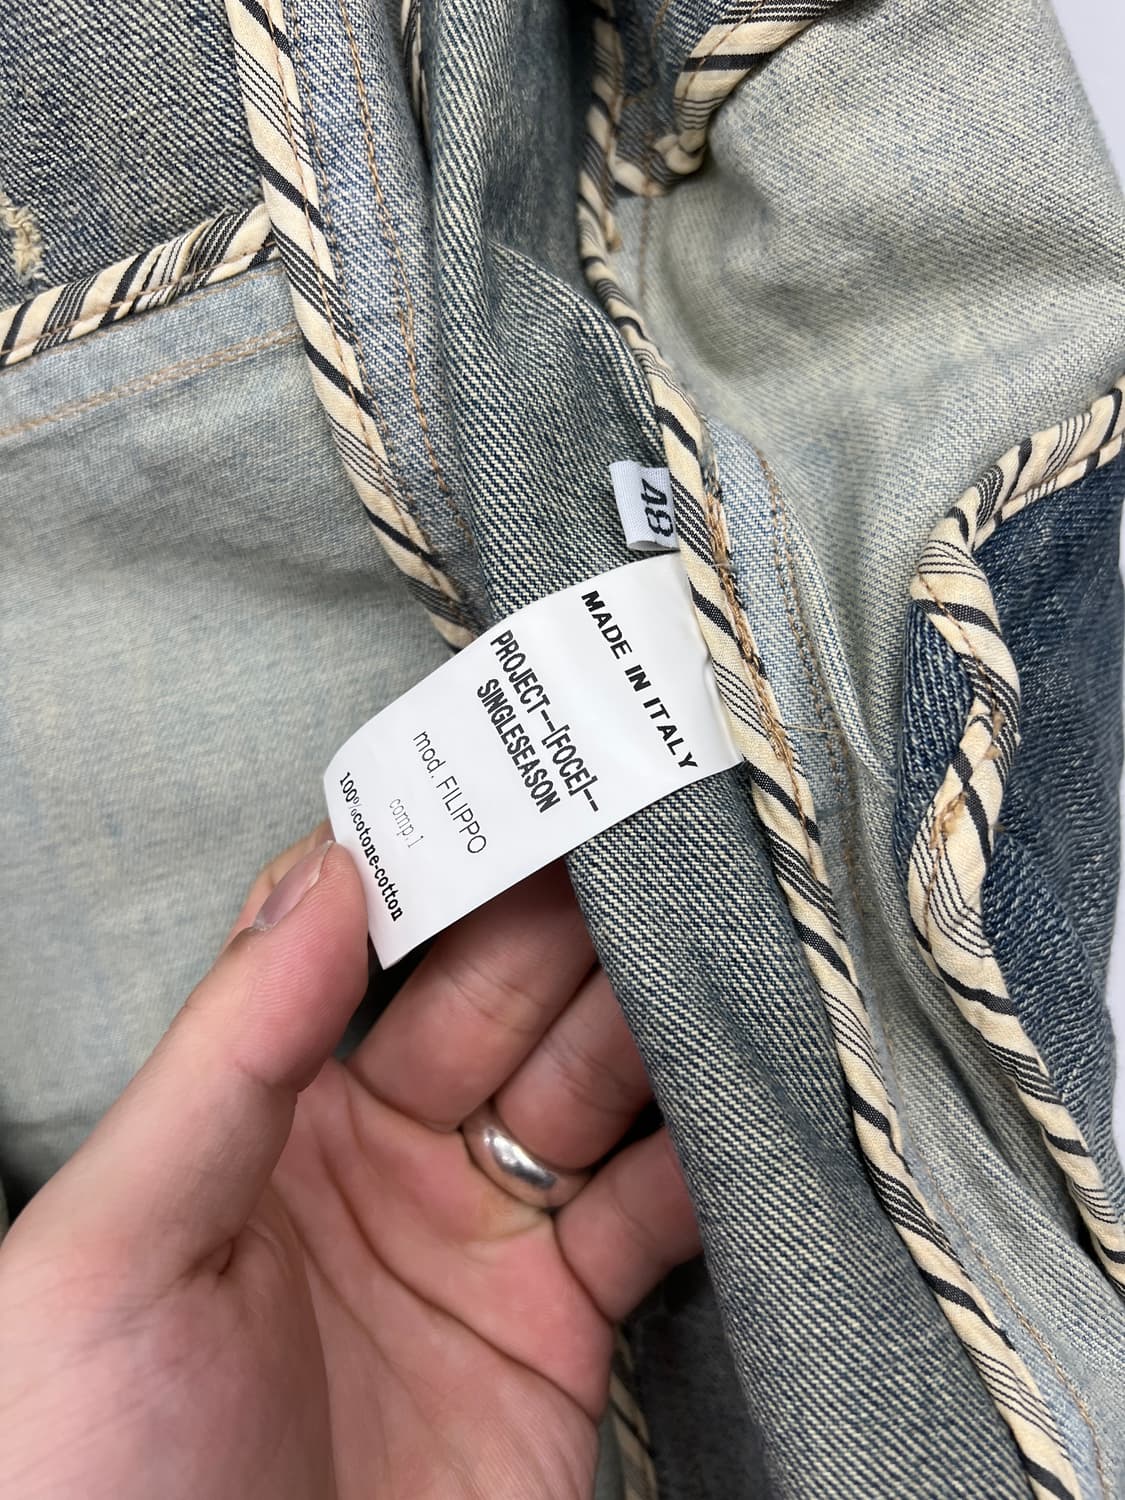 48
MADE IN ITALY
PROJECT--[FOCE]--
SINGLESEASON
mod. FILIPPO
comp.1
100%cotone-cotton